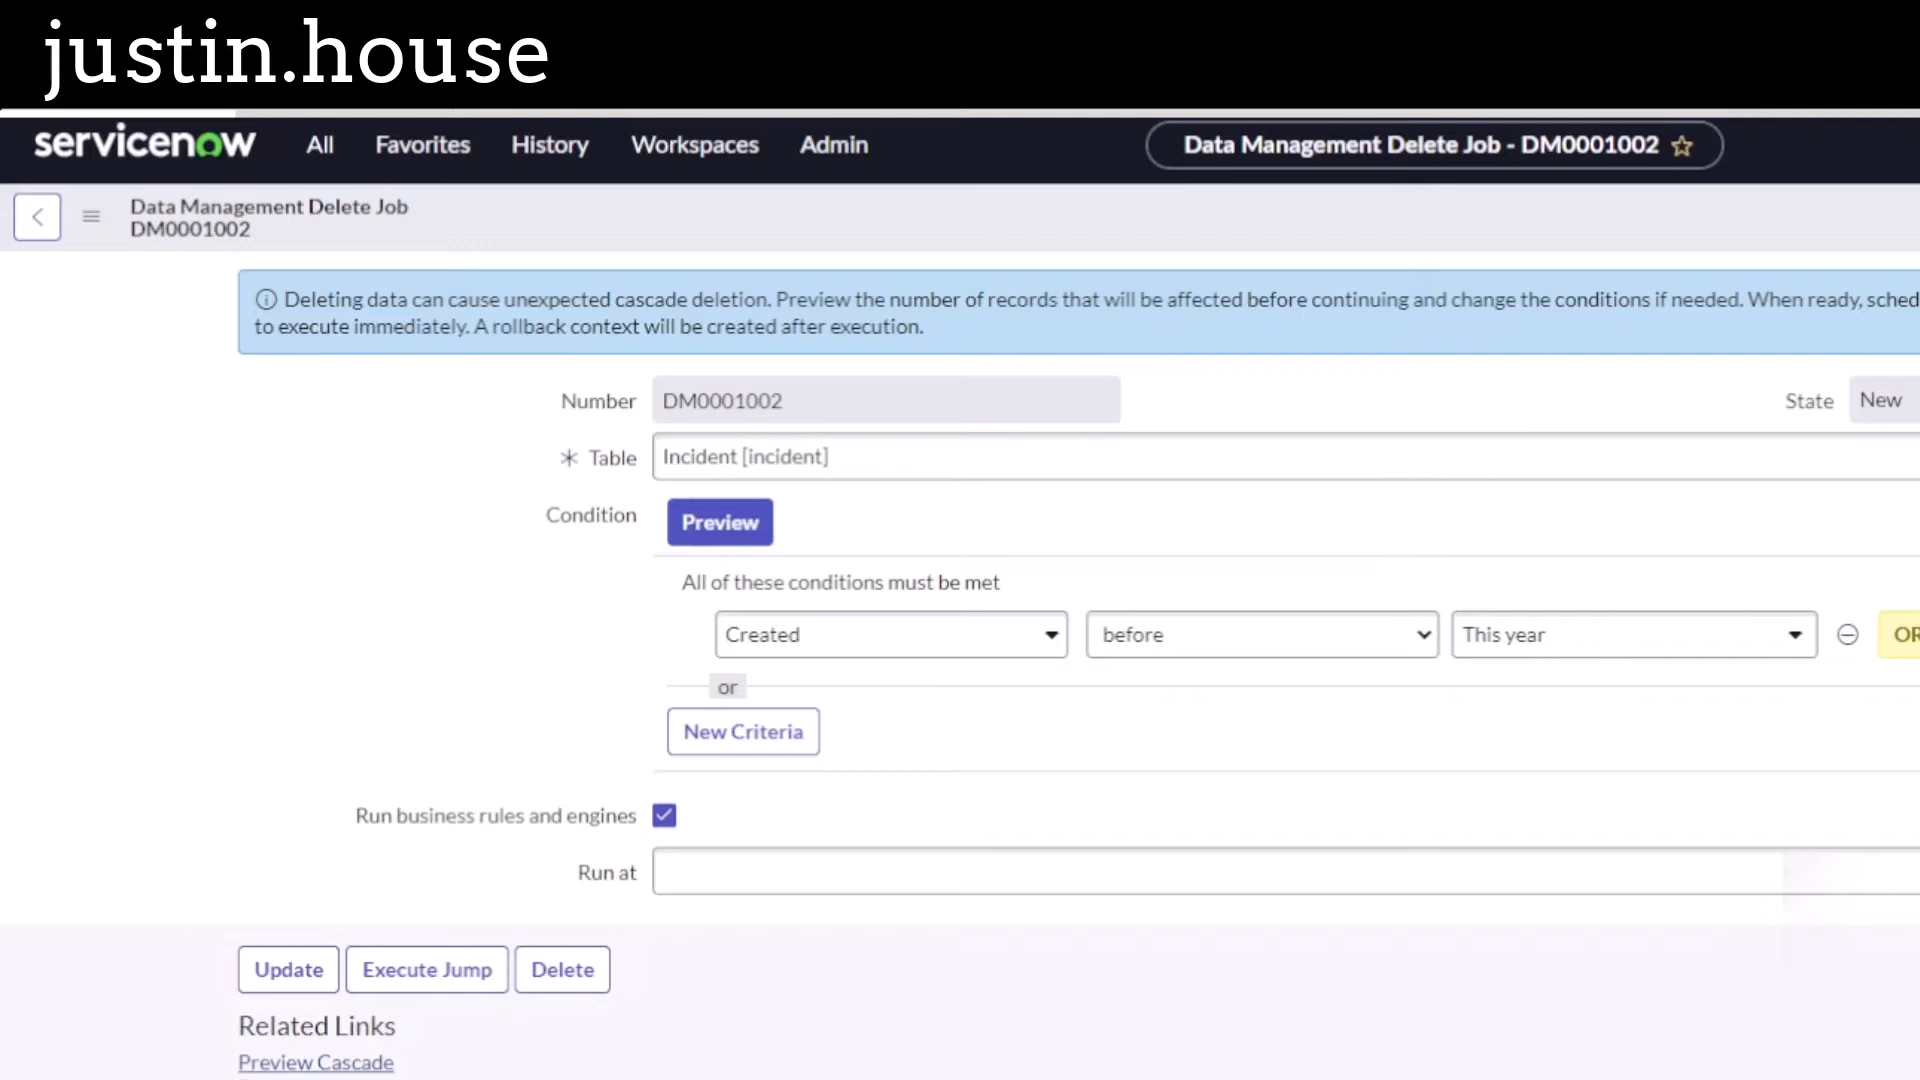 justin.house
servicenow All Favorites History Workspaces Admin Data Management Delete Job - DM0001002
Data Management Delete Job
DM0001002
Deleting data can cause unexpected cascade deletion. Preview the number of records that will be affected before continuing and change the conditions if needed. When ready, sched
to execute immediately. A rollback context will be created after execution.
Number DM0001002 State New
Table Incident [incident]
Condition Preview
All of these conditions must be met
Created before This year OR
or
New Criteria
Run business rules and engines
Run at
Update Execute Jump Delete
Related Links
Preview Cascade